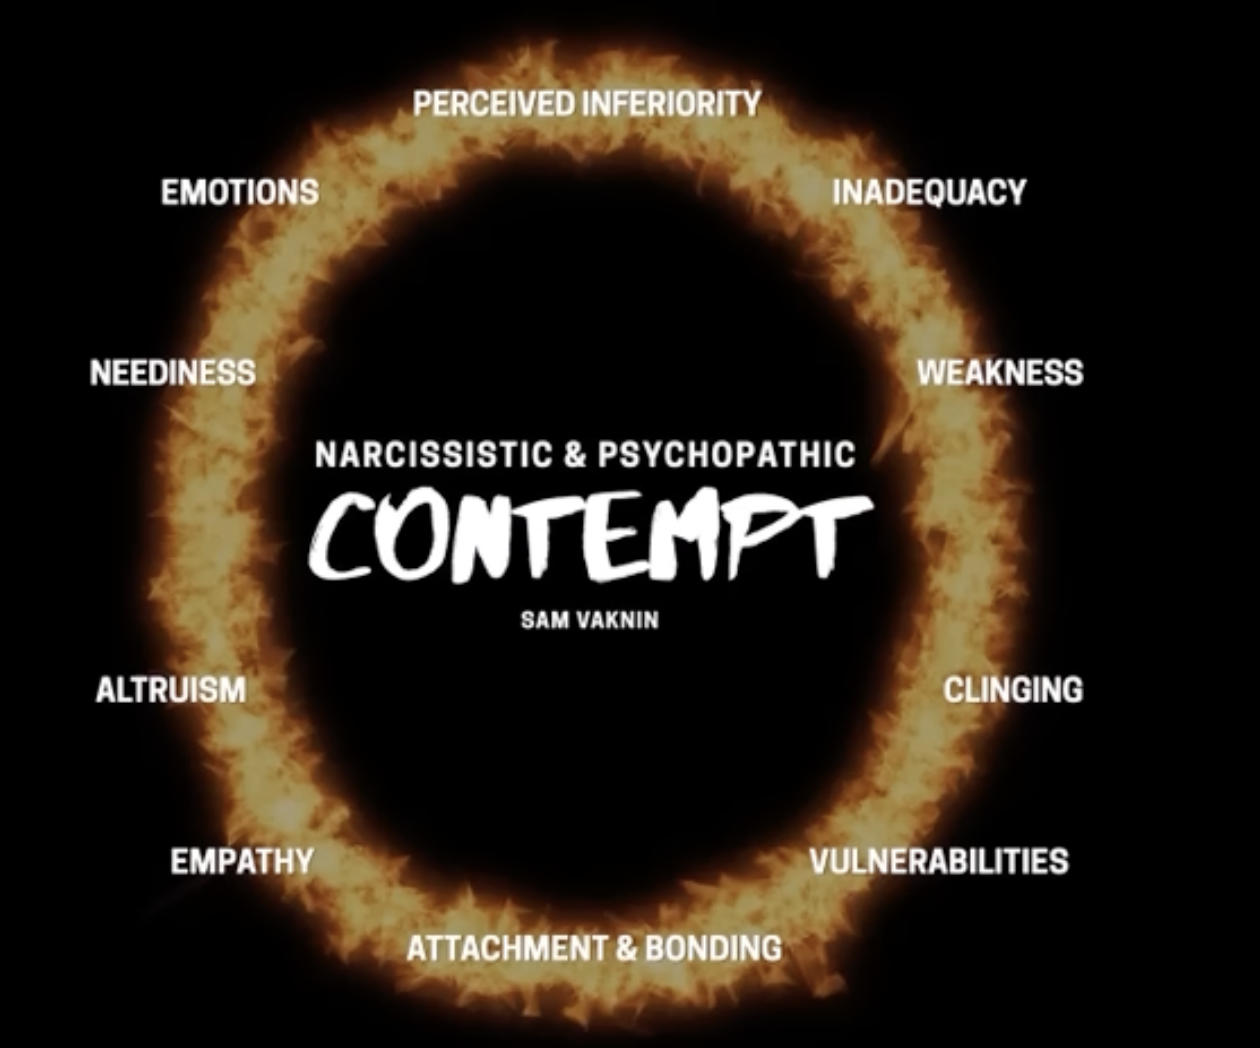 PERCEIVED INFERIORITY
EMOTIONS
INADEQUACY
NEEDINESS
WEAKNESS
NARCISSISTIC & PSYCHOPATHIC
CONTEMPT
SAM VAKNIN
ALTRUISM
CLINGING
EMPATHY
VULNERABILITIES
ATTACHMENT & BONDING